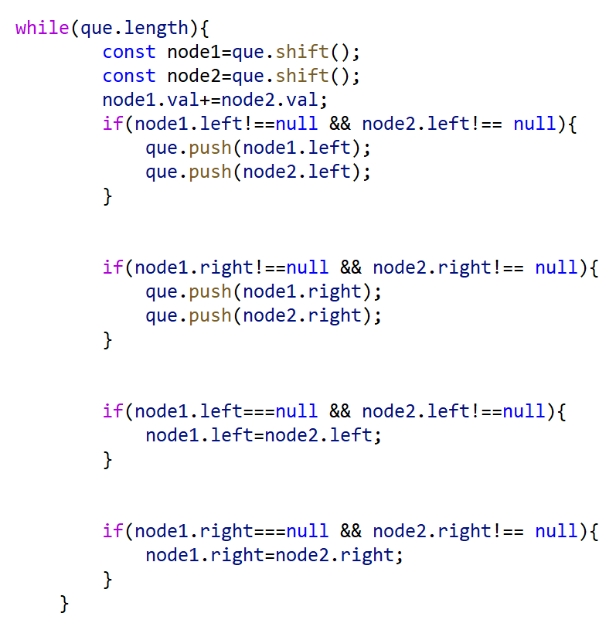 while(que.length){
const node1=que.shift();
const node2=que.shift();
node1.val+=node2.val;
if(node1.left!==null && node2.left!== null){
que.push(node1.left);
que.push(node2.left);
}
if(node1.right!==null && node2.right!== null){
que.push(node1.right);
que.push(node2.right);
}
if(node1.left===null && node2.left!==null){
node1.left=node2.left;
}
if(node1.right===null && node2.right!== null){
node1.right=node2.right;
}
}